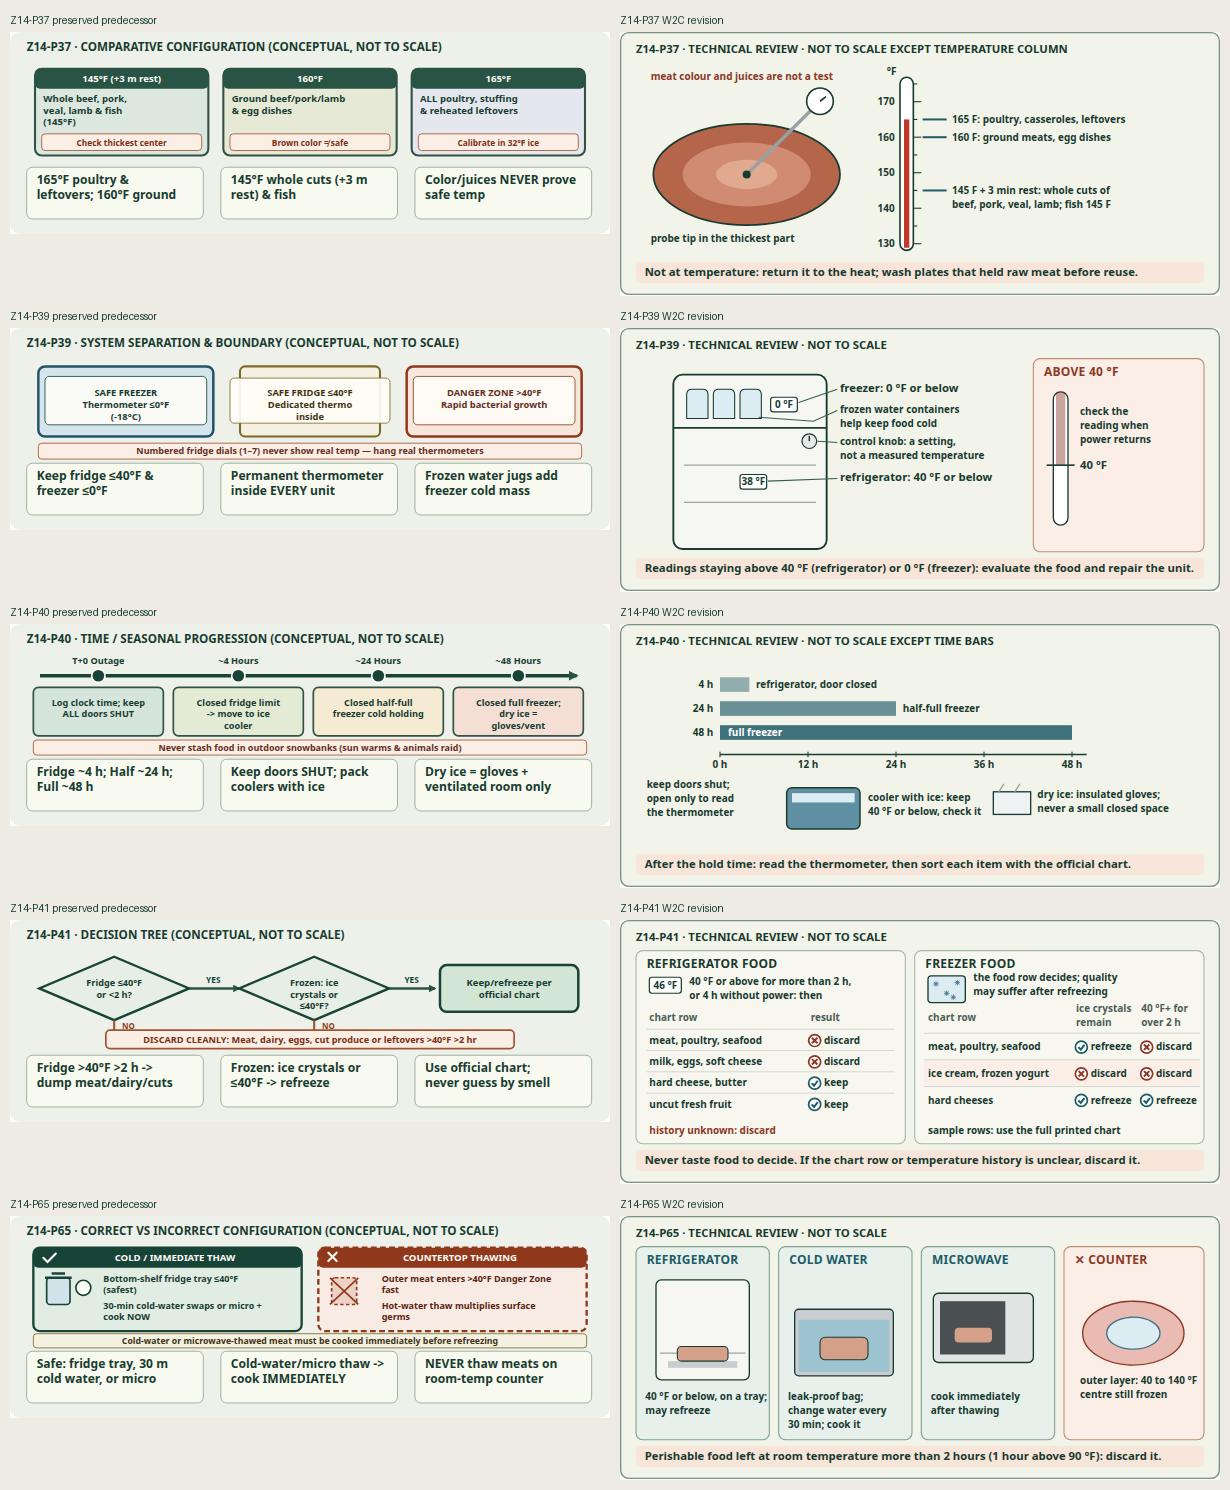 Z14-P37 preserved predecessor
Z14-P37 · COMPARATIVE CONFIGURATION (CONCEPTUAL, NOT TO SCALE)
145°F (+3 m rest)
Whole beef, pork,
veal, lamb & fish
(145°F)
Check thickest center
160°F
Ground beef/pork/lamb
& egg dishes
Brown color ≠ safe
165°F
ALL poultry, stuffing
& reheated leftovers
Calibrate in 32°F ice
165°F poultry &
leftovers; 160°F ground
145°F whole cuts (+3 m
rest) & fish
Color/juices NEVER prove
safe temp
Z14-P37 W2C revision
Z14-P37 · TECHNICAL REVIEW · NOT TO SCALE EXCEPT TEMPERATURE COLUMN
meat colour and juices are not a test
probe tip in the thickest part
°F
170
160
150
140
130
165 F: poultry, casseroles, leftovers
160 F: ground meats, egg dishes
145 F + 3 min rest: whole cuts of
beef, pork, veal, lamb; fish 145 F
Not at temperature: return it to the heat; wash plates that held raw meat before reuse.
Z14-P39 preserved predecessor
Z14-P39 · SYSTEM SEPARATION & BOUNDARY (CONCEPTUAL, NOT TO SCALE)
SAFE FREEZER
Thermometer ≤0°F
(-18°C)
SAFE FRIDGE ≤40°F
Dedicated thermo
inside
DANGER ZONE >40°F
Rapid bacterial growth
Numbered fridge dials (1–7) never show real temp — hang real thermometers
Keep fridge ≤40°F &
freezer ≤0°F
Permanent thermometer
inside EVERY unit
Frozen water jugs add
freezer cold mass
Z14-P39 W2C revision
Z14-P39 · TECHNICAL REVIEW · NOT TO SCALE
0 °F
38 °F
freezer: 0 °F or below
frozen water containers
help keep food cold
control knob: a setting,
not a measured temperature
refrigerator: 40 °F or below
ABOVE 40 °F
check the
reading when
power returns
40 °F
Readings staying above 40 °F (refrigerator) or 0 °F (freezer): evaluate the food and repair the unit.
Z14-P40 preserved predecessor
Z14-P40 · TIME / SEASONAL PROGRESSION (CONCEPTUAL, NOT TO SCALE)
T+0 Outage
~4 Hours
~24 Hours
~48 Hours
Log clock time; keep
ALL doors SHUT
Closed fridge limit
-> move to ice
cooler
Closed half-full
freezer cold holding
Closed full freezer;
dry ice =
gloves/vent
Never stash food in outdoor snowbanks (sun warms & animals raid)
Fridge ~4 h; Half ~24 h;
Full ~48 h
Keep doors SHUT; pack
coolers with ice
Dry ice = gloves +
ventilated room only
Z14-P40 W2C revision
Z14-P40 · TECHNICAL REVIEW · NOT TO SCALE EXCEPT TIME BARS
4 h
refrigerator, door closed
24 h
half-full freezer
48 h
full freezer
0 h
12 h
24 h
36 h
48 h
keep doors shut;
open only to read
the thermometer
cooler with ice: keep
40 °F or below, check it
dry ice: insulated gloves;
never a small closed space
After the hold time: read the thermometer, then sort each item with the official chart.
Z14-P41 preserved predecessor
Z14-P41 · DECISION TREE (CONCEPTUAL, NOT TO SCALE)
Fridge ≤40°F
or <2 h?
YES
NO
Frozen: ice
crystals or
≤40°F?
YES
NO
Keep/refreeze per
official chart
DISCARD CLEANLY: Meat, dairy, eggs, cut produce or leftovers >40°F >2 hr
Fridge >40°F >2 h ->
dump meat/dairy/cuts
Frozen: ice crystals or
≤40°F -> refreeze
Use official chart;
never guess by smell
Z14-P41 W2C revision
Z14-P41 · TECHNICAL REVIEW · NOT TO SCALE
REFRIGERATOR FOOD
46 °F
40 °F or above for more than 2 h,
or 4 h without power: then
chart row
result
meat, poultry, seafood
discard
milk, eggs, soft cheese
discard
hard cheese, butter
keep
uncut fresh fruit
keep
history unknown: discard
FREEZER FOOD
the food row decides; quality
may suffer after refreezing
chart row
ice crystals
remain
40 °F+ for
over 2 h
meat, poultry, seafood
refreeze
discard
ice cream, frozen yogurt
discard
discard
hard cheeses
refreeze
refreeze
sample rows: use the full printed chart
Never taste food to decide. If the chart row or temperature history is unclear, discard it.
Z14-P65 preserved predecessor
Z14-P65 · CORRECT VS INCORRECT CONFIGURATION (CONCEPTUAL, NOT TO SCALE)
COLD / IMMEDIATE THAW
Bottom-shelf fridge tray ≤40°F
(safest)
30-min cold-water swaps or micro +
cook NOW
COUNTERTOP THAWING
Outer meat enters >40°F Danger Zone
fast
Hot-water thaw multiplies surface
germs
Cold-water or microwave-thawed meat must be cooked immediately before refreezing
Safe: fridge tray, 30 m
cold water, or micro
Cold-water/micro thaw ->
cook IMMEDIATELY
NEVER thaw meats on
room-temp counter
Z14-P65 W2C revision
Z14-P65 · TECHNICAL REVIEW · NOT TO SCALE
REFRIGERATOR
40 °F or below, on a tray;
may refreeze
COLD WATER
leak-proof bag;
change water every
30 min; cook it
MICROWAVE
cook immediately
after thawing
✕ COUNTER
outer layer: 40 to 140 °F
centre still frozen
Perishable food left at room temperature more than 2 hours (1 hour above 90 °F): discard it.